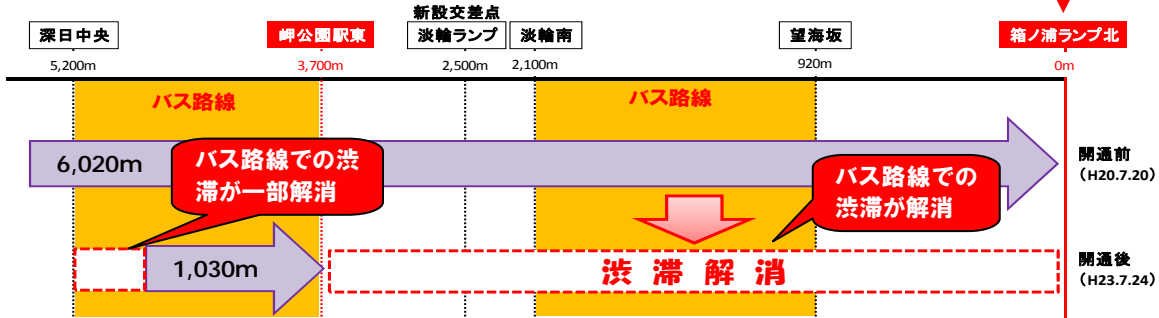 新設交差点
深日中央
岬公園駅東
淡輪ランプ
淡輪南
望海坂
箱ノ浦ランプ北
5,200m
3,700m
2,500m
2,100m
920m
0m
バス路線
バス路線
6,020m
バス路線での渋
滞が一部解消
バス路線での
渋滞が解消
開通前
(H20.7.20)
1,030m
渋滞解消
開通後
(H23.7.24)